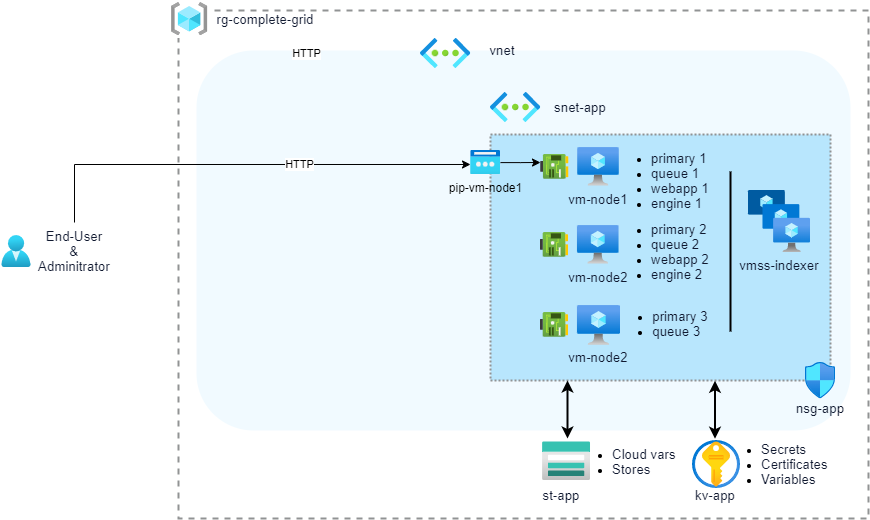 rg-complete-grid
HTTP
vnet
snet-app
HTTP
pip-vm-node1
vm-node1
primary 1
queue 1
webapp 1
engine 1
End-User
&
Adminitrator
vm-node2
primary 2
queue 2
webapp 2
engine 2
vmss-indexer
vm-node2
primary 3
queue 3
nsg-app
st-app
Cloud vars
Stores
kv-app
Secrets
Certificates
Variables